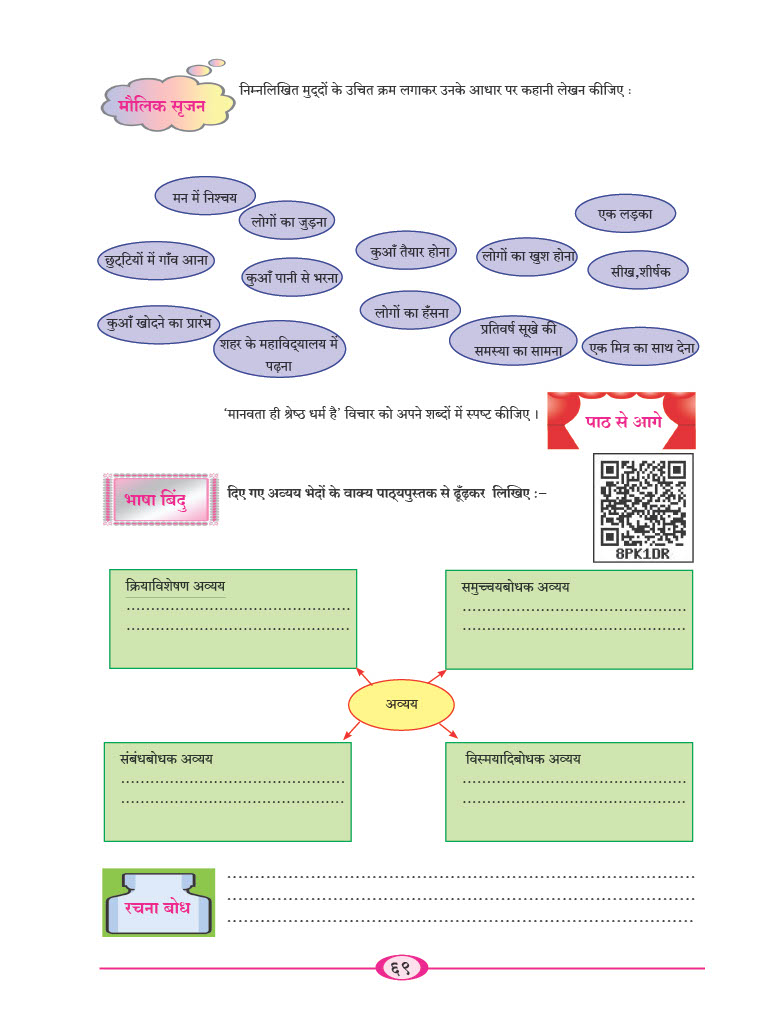 मौलिक सृजन
निम्नलिखित मुद्दों के उचित क्रम लगाकर उनके आधार पर कहानी लेखन कीजिए :
मन में निश्चय
लोगों का जुड़ना
एक लड़का
छुट्टियों में गाँव आना
कुआँ तैयार होना
लोगों का खुश होना
कुआँ पानी से भरना
सीख,शीर्षक
कुआँ खोदने का प्रारंभ
लोगों का हँसना
शहर के महाविद्यालय में
पढ़ना
प्रतिवर्ष सूखे की
समस्या का सामना
एक मित्र का साथ देना
‘मानवता ही श्रेष्ठ धर्म है’ विचार को अपने शब्दों में स्पष्ट कीजिए ।
पाठ से आगे
भाषा बिंदु
दिए गए अव्यय भेदों के वाक्य पाठ्यपुस्तक से ढूँढ़कर लिखिए :–
8PK1DR
क्रियाविशेषण अव्यय
समुच्चयबोधक अव्यय
अव्यय
संबंधबोधक अव्यय
विस्मयादिबोधक अव्यय
रचना बोध
६९